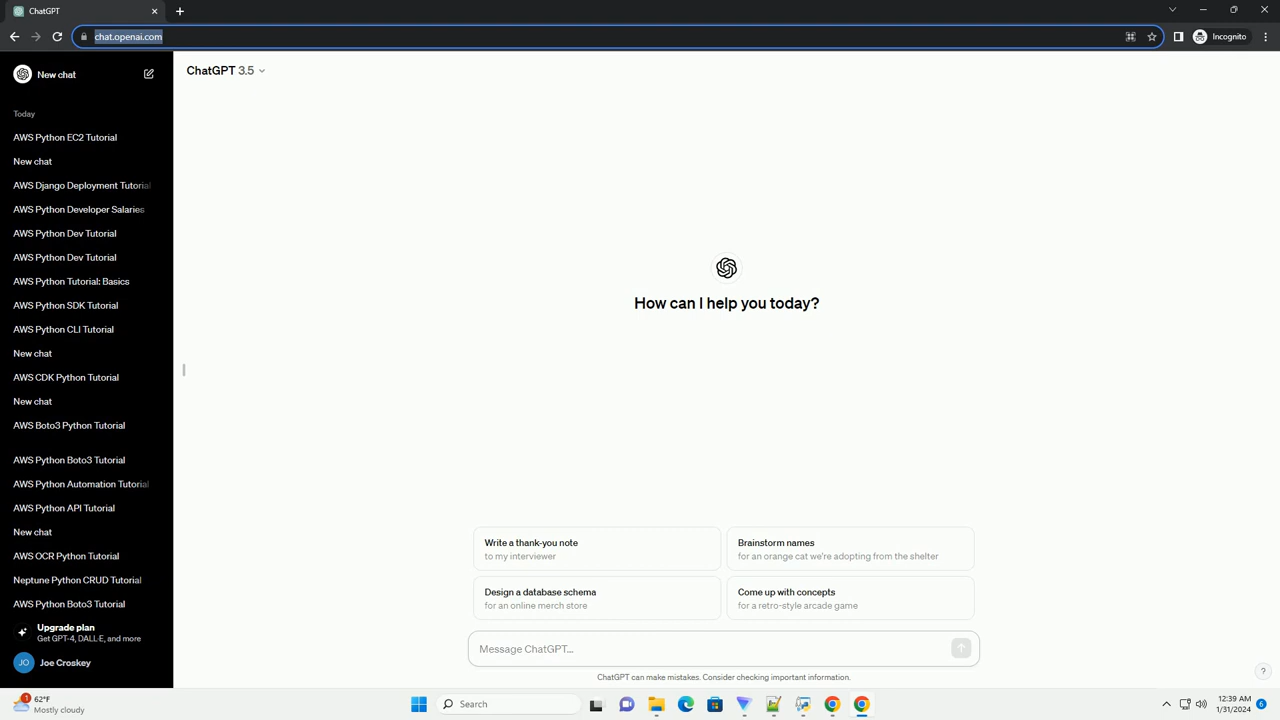 ChatGPT
chat.openai.com
Incognito
New chat
ChatGPT 3.5
Today
AWS Python EC2 Tutorial
New chat
AWS Django Deployment Tutorial
AWS Python Developer Salaries
AWS Python Dev Tutorial
AWS Python Dev Tutorial
AWS Python Tutorial: Basics
AWS Python SDK Tutorial
AWS Python CLI Tutorial
New chat
AWS CDK Python Tutorial
New chat
AWS Boto3 Python Tutorial
AWS Python Boto3 Tutorial
AWS Python Automation Tutorial
AWS Python API Tutorial
New chat
AWS OCR Python Tutorial
Neptune Python CRUD Tutorial
AWS Python Boto3 Tutorial
Upgrade plan
Get GPT-4, DALL·E, and more
JO
Joe Croskey
How can I help you today?
Write a thank-you note
to my interviewer
Brainstorm names
for an orange cat we're adopting from the shelter
Design a database schema
for an online merch store
Come up with concepts
for a retro-style arcade game
Message ChatGPT...
ChatGPT can make mistakes. Consider checking important information.
?
1
62°F
Mostly cloudy
Search
12:39 AM
1/31/2024
6